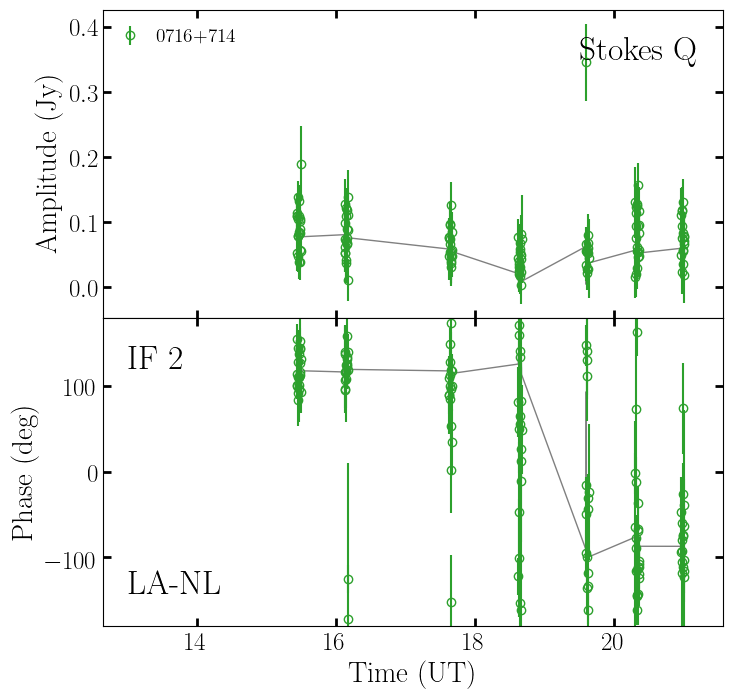 0716+714
Stokes Q
0.4
0.3
0.2
0.1
0.0
Amplitude (Jy)
IF 2
100
0
−100
Phase (deg)
LA-NL
14 16 18 20
Time (UT)